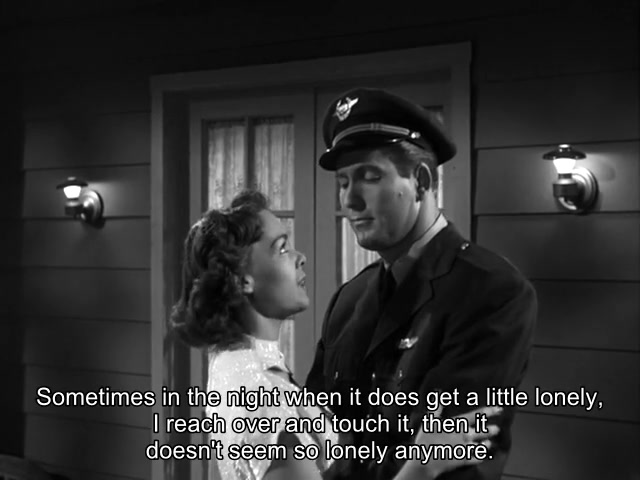 Sometimes in the night when it does get a little lonely,
I reach over and touch it, then it
doesn't seem so lonely anymore.